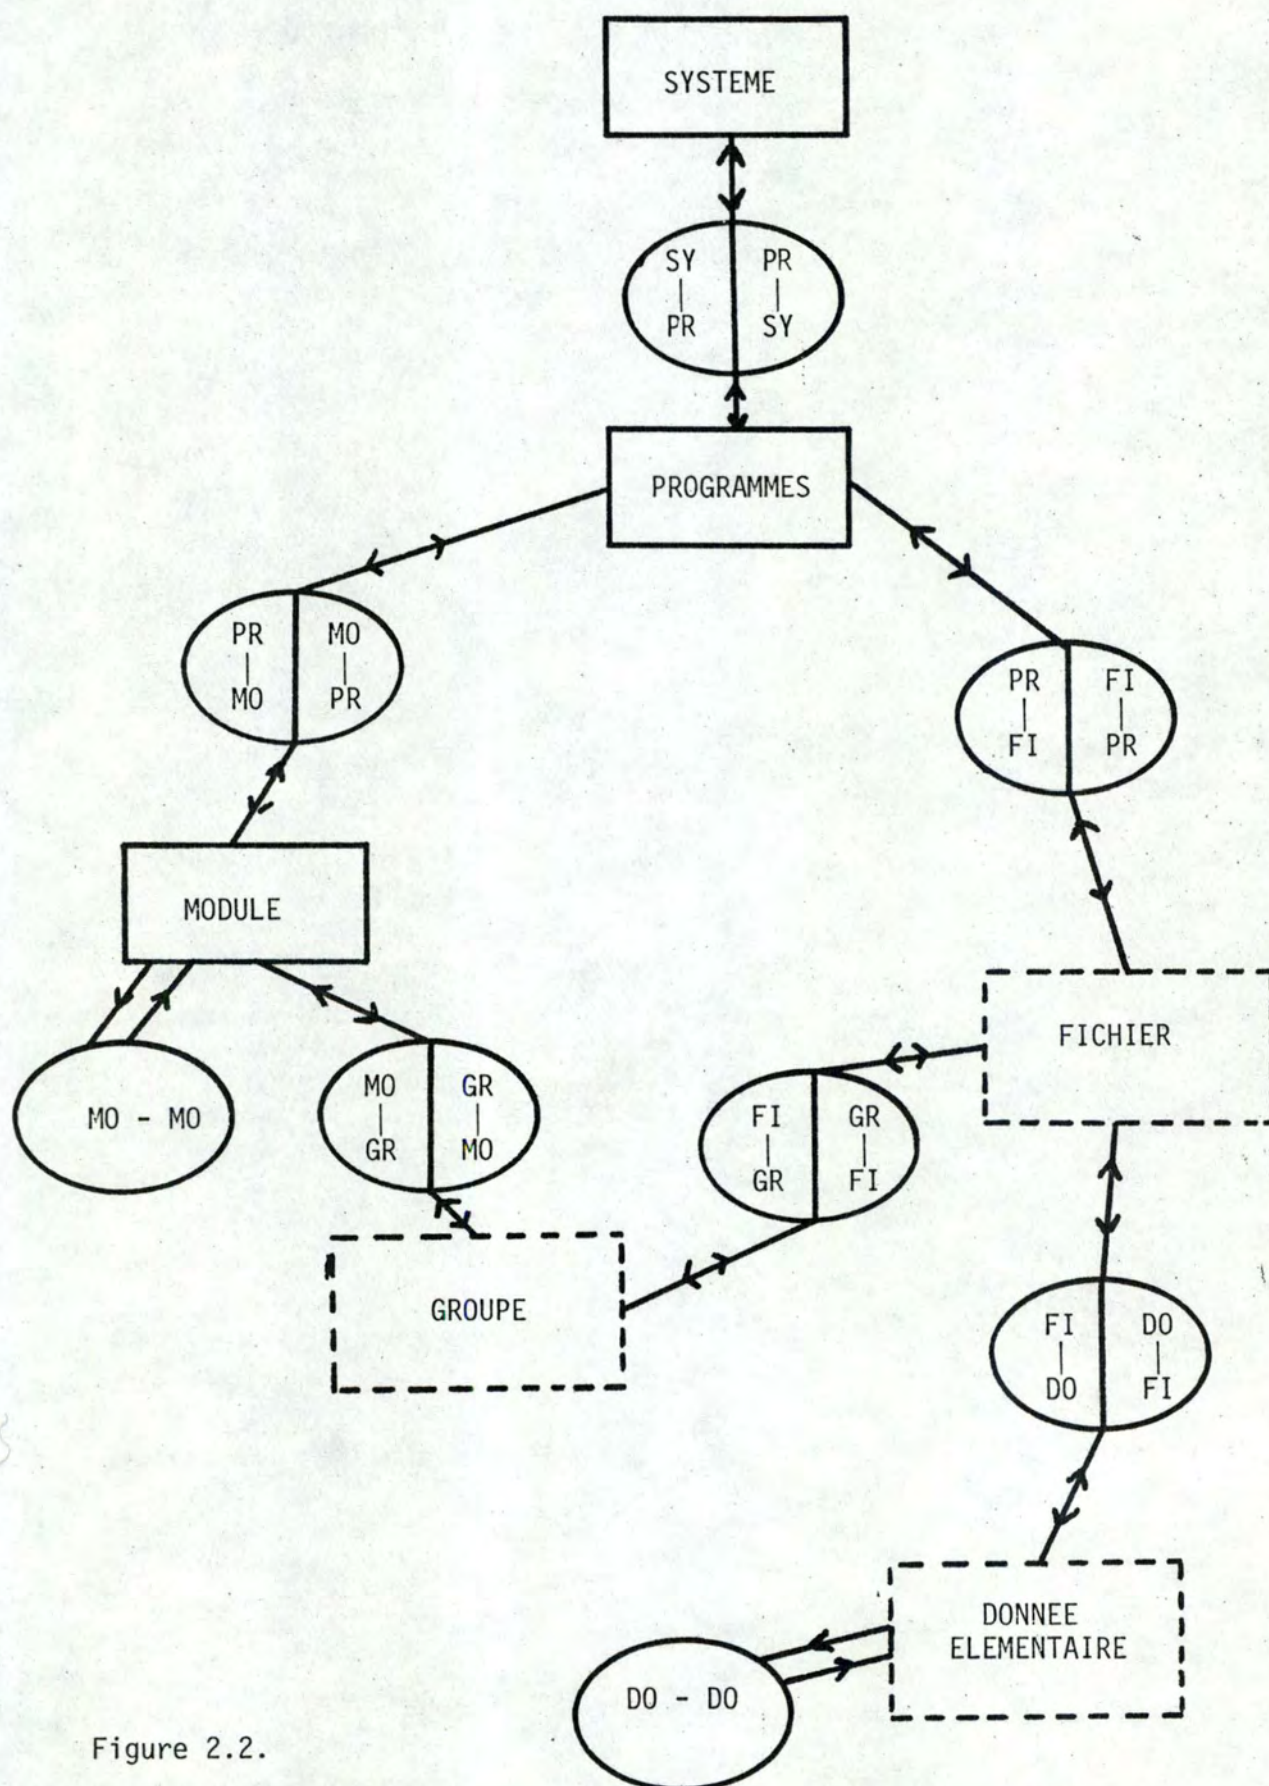 SYSTEME
SY PR
| |
PR SY
PROGRAMMES
PR MO
| |
MO PR
PR FI
| |
FI PR
MODULE
FICHIER
MO - MO
MO GR
| |
GR MO
FI GR
| |
GR FI
GROUPE
FI DO
| |
DO FI
DONNEE
ELEMENTAIRE
DO - DO
Figure 2.2.